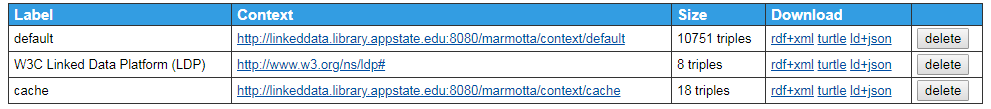 Label Context Size Download
default http://linkeddata.library.appstate.edu:8080/marmotta/context/default 10751 triples rdf+xml turtle ld+json delete
W3C Linked Data Platform (LDP) http://www.w3.org/ns/ldp# 8 triples rdf+xml turtle ld+json delete
cache http://linkeddata.library.appstate.edu:8080/marmotta/context/cache 18 triples rdf+xml turtle ld+json delete